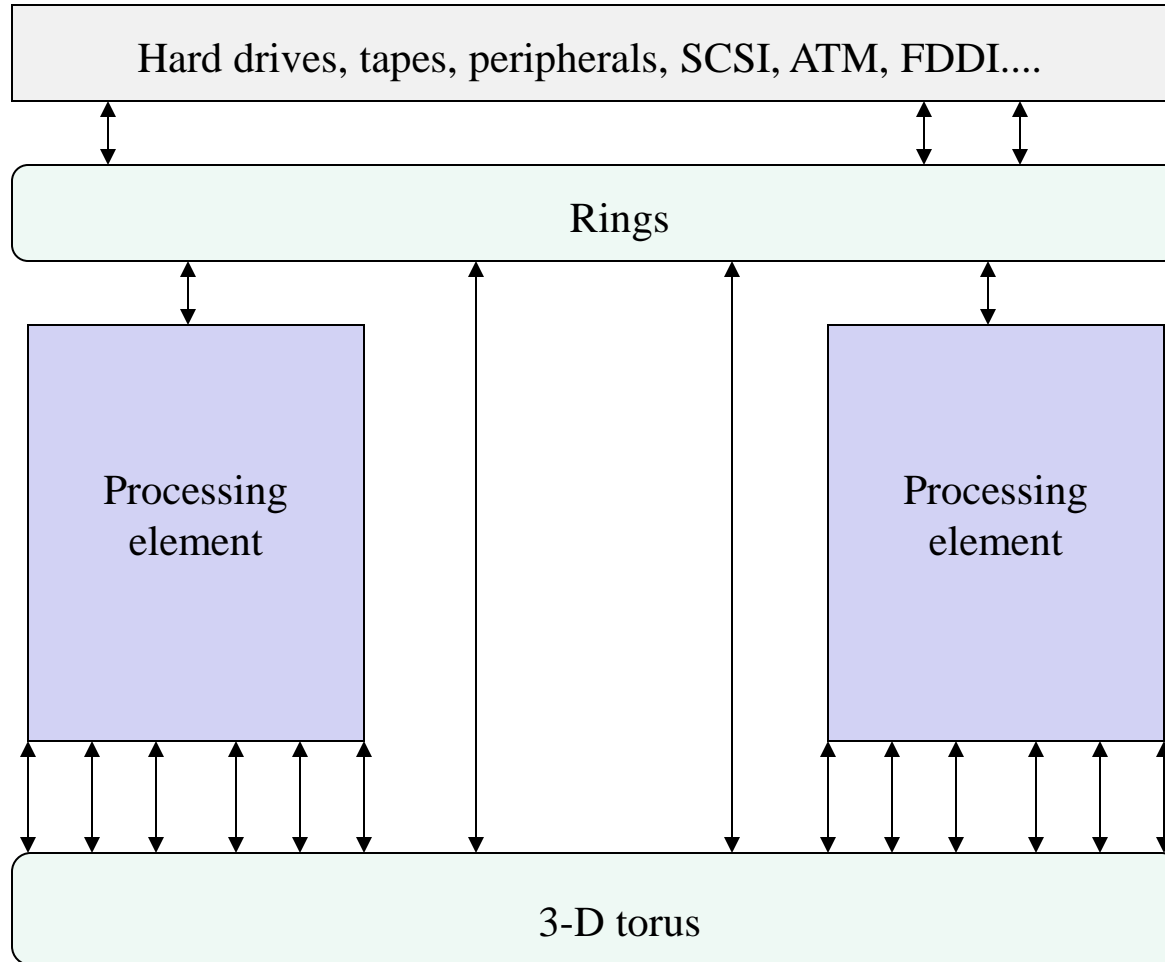 Hard drives, tapes, peripherals, SCSI, ATM, FDDI....
Rings
Processing
element
Processing
element
3-D torus